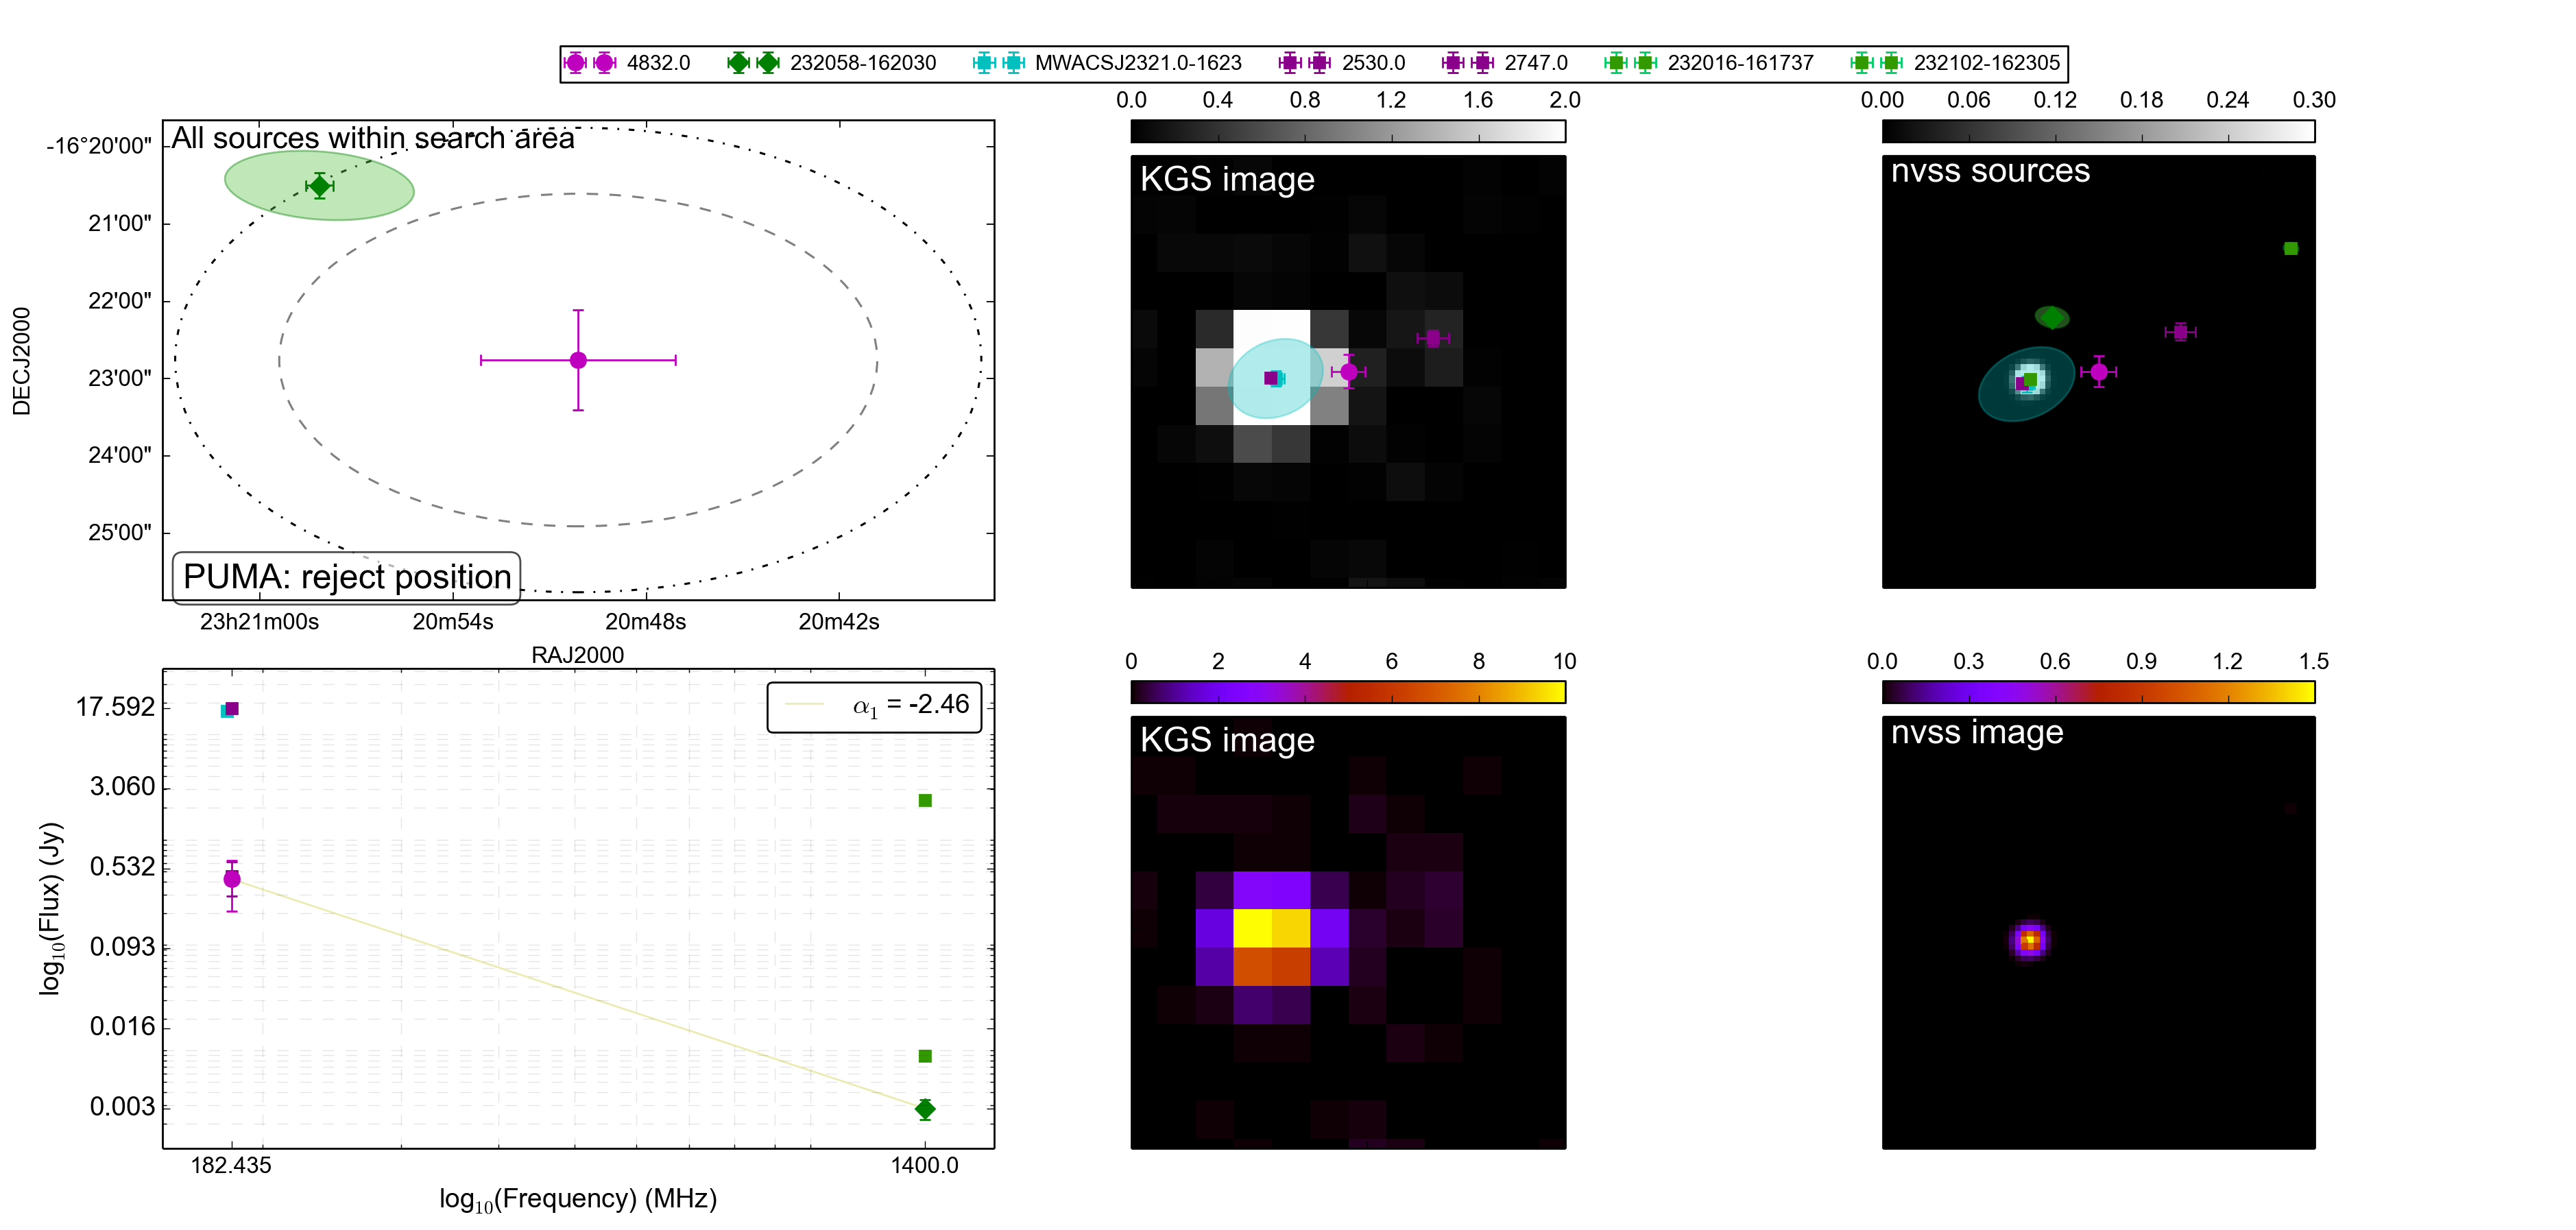 4832.0 232058-162030 MWACSJ2321.0-1623 2530.0 2747.0 232016-161737 232102-162305
All sources within search area
-16°20'00"
21'00"
22'00"
23'00"
24'00"
25'00"
DECJ2000
PUMA: reject position
23h21m00s 20m54s 20m48s 20m42s
RAJ2000
0.0 0.4 0.8 1.2 1.6 2.0
KGS image
0.00 0.06 0.12 0.18 0.24 0.30
nvss sources
α₁ = -2.46
17.592
3.060
0.532
0.093
0.016
0.003
log₁₀(Flux) (Jy)
182.435 1400.0
log₁₀(Frequency) (MHz)
0 2 4 6 8 10
KGS image
0.0 0.3 0.6 0.9 1.2 1.5
nvss image